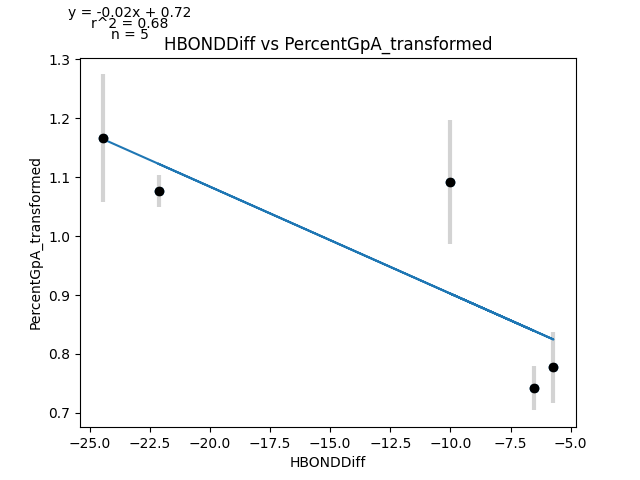 y = -0.02x + 0.72
r^2 = 0.68
n = 5
HBONDDiff vs PercentGpA_transformed
PercentGpA_transformed
1.3
1.2
1.1
1.0
0.9
0.8
0.7
−25.0 −22.5 −20.0 −17.5 −15.0 −12.5 −10.0 −7.5 −5.0
HBONDDiff